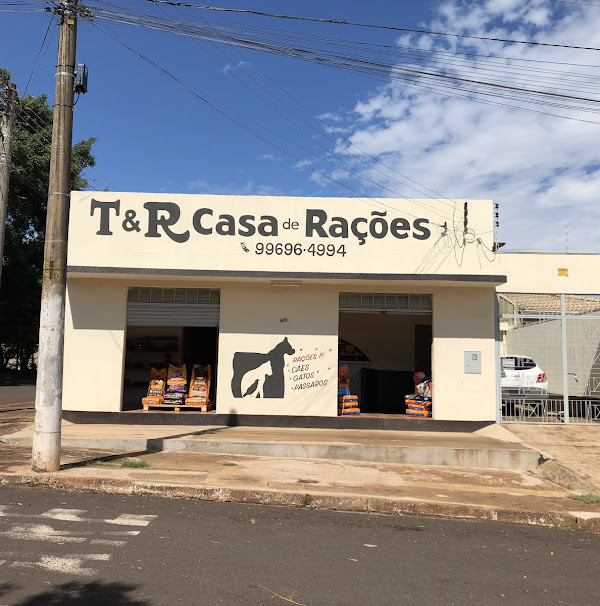 T&R Casa de Rações
99696-4994
RAÇÕES P/
· CÃES
· GATOS
· PÁSSAROS